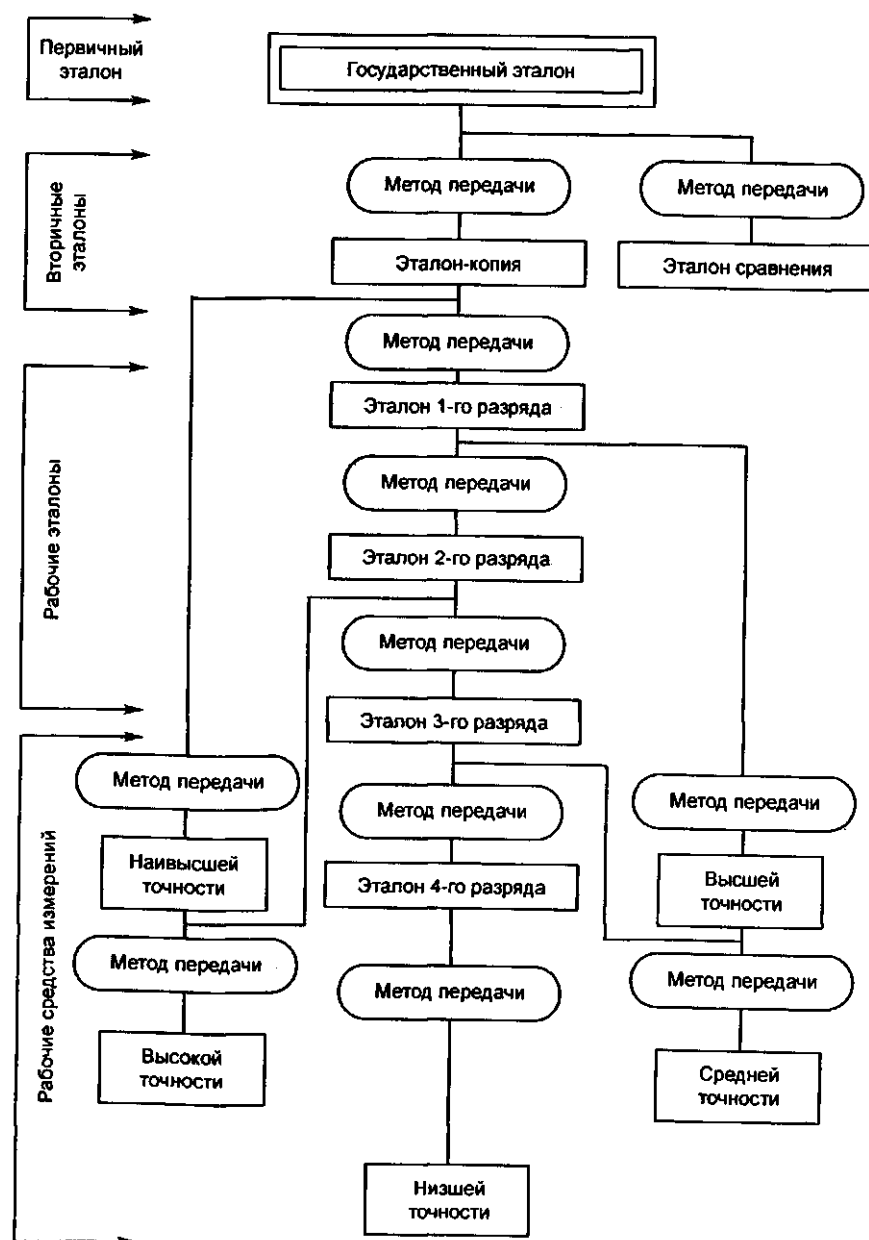 Первичный
эталон
Государственный эталон
Вторичные
эталоны
Метод передачи
Метод передачи
Эталон-копия
Эталон сравнения
Рабочие эталоны
Метод передачи
Эталон 1-го разряда
Метод передачи
Эталон 2-го разряда
Метод передачи
Эталон 3-го разряда
Рабочие средства измерений
Метод передачи
Метод передачи
Метод передачи
Наивысшей
точности
Эталон 4-го разряда
Высшей
точности
Метод передачи
Метод передачи
Метод передачи
Высокой
точности
Средней
точности
Низшей
точности